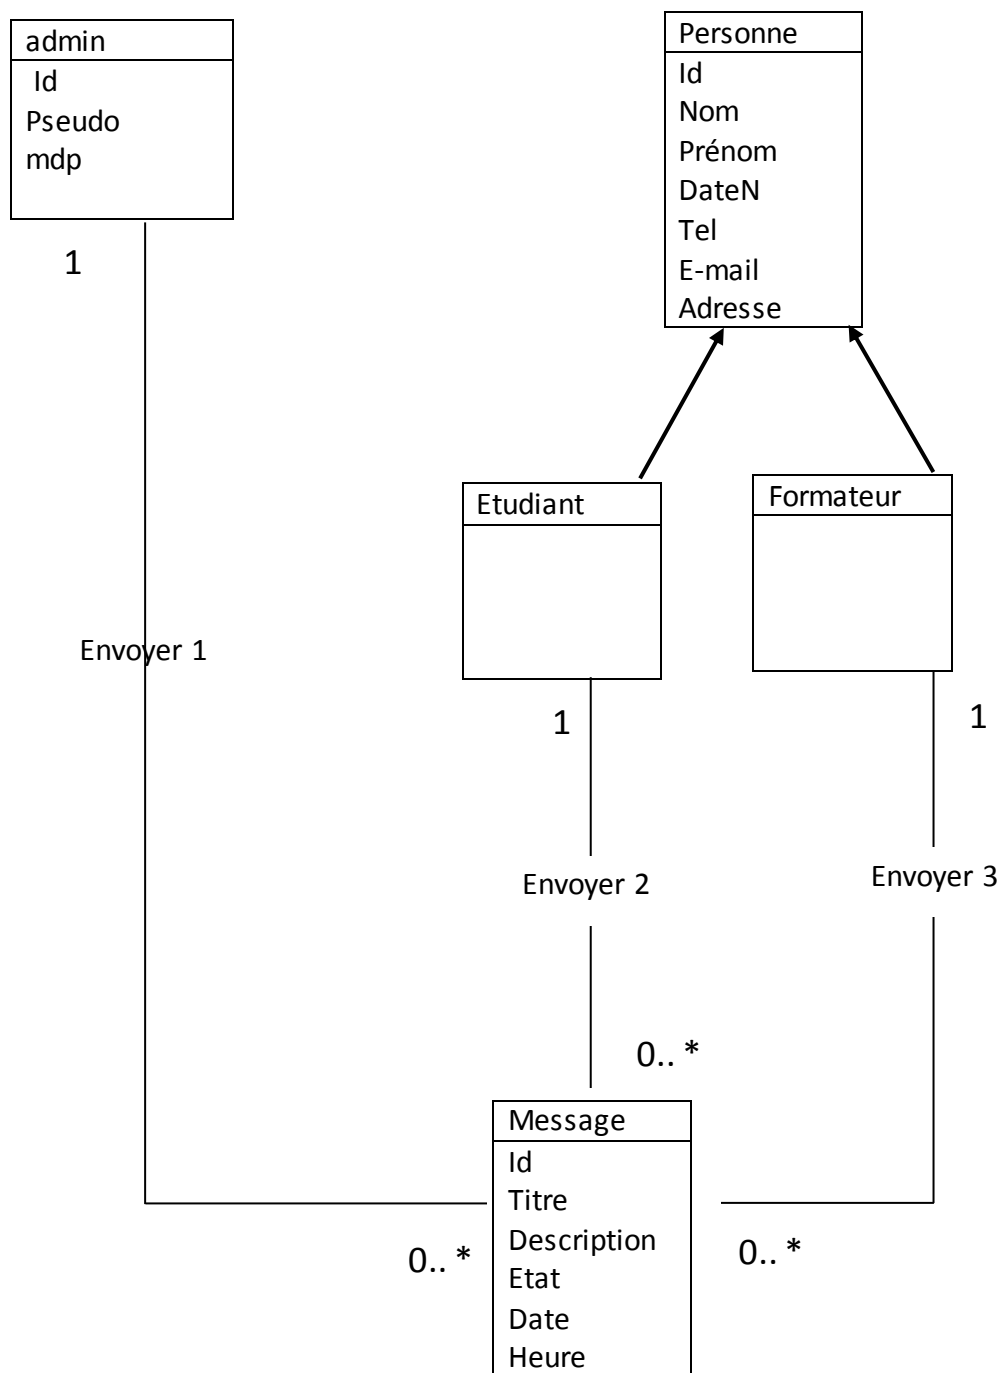 admin
Id
Pseudo
mdp
1
Personne
Id
Nom
Prénom
DateN
Tel
E-mail
Adresse
Etudiant
Formateur
Envoyer 1
1
1
Envoyer 2
Envoyer 3
0.. *
Message
Id
Titre
Description
Etat
Date
Heure
0.. *
0.. *